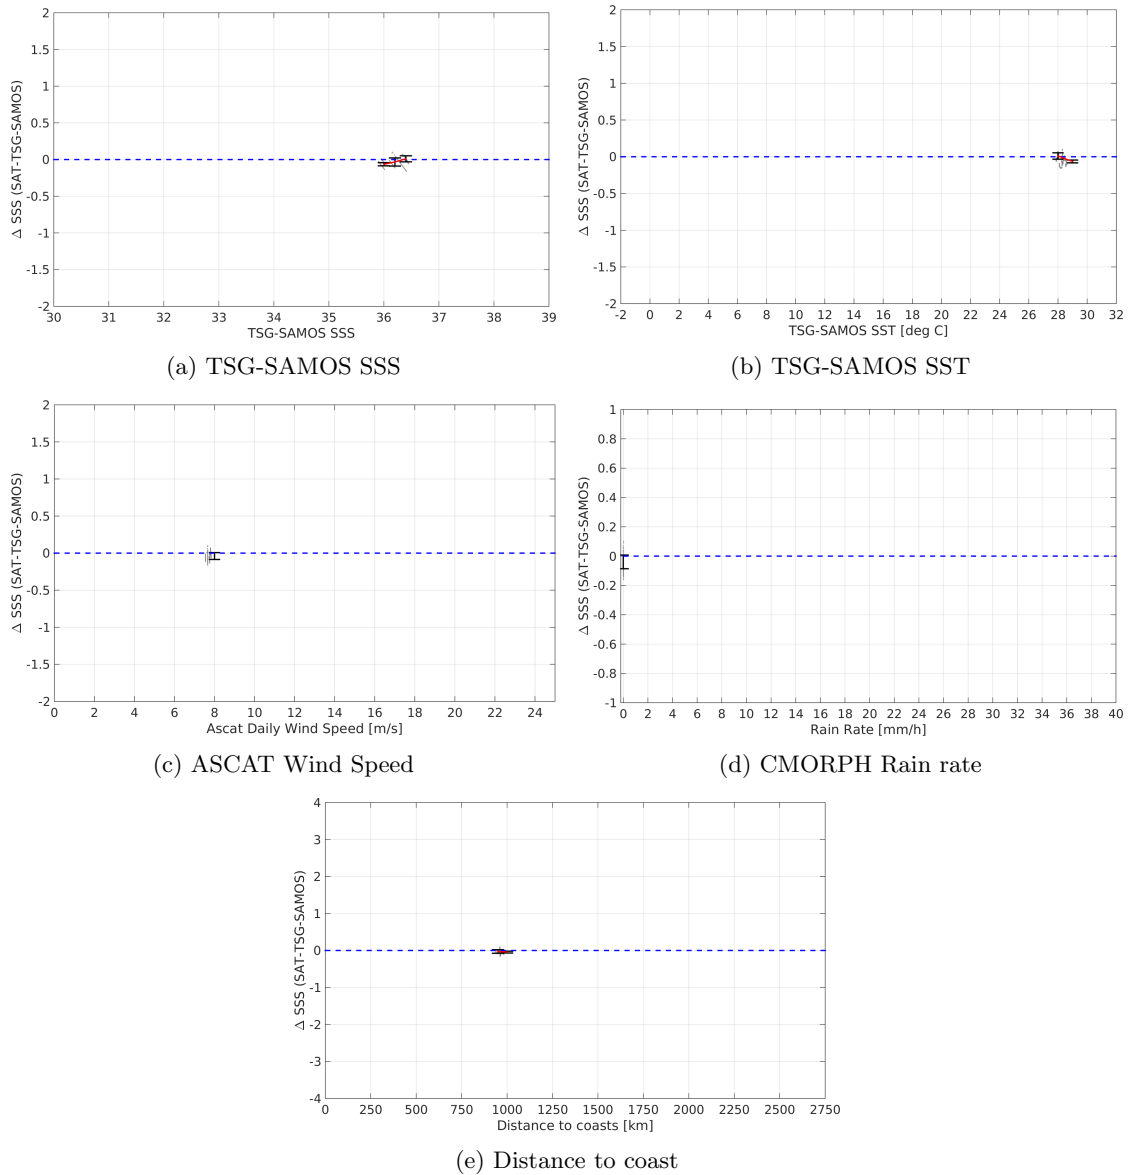 2
1.5
1
0.5
0
-0.5
-1
-1.5
-2
Δ SSS (SAT-TSG-SAMOS)
30 31 32 33 34 35 36 37 38 39
TSG-SAMOS SSS
(a) TSG-SAMOS SSS
2
1.5
1
0.5
0
-0.5
-1
-1.5
-2
Δ SSS (SAT-TSG-SAMOS)
-2 0 2 4 6 8 10 12 14 16 18 20 22 24 26 28 30 32
TSG-SAMOS SST [deg C]
(b) TSG-SAMOS SST
2
1.5
1
0.5
0
-0.5
-1
-1.5
-2
Δ SSS (SAT-TSG-SAMOS)
0 2 4 6 8 10 12 14 16 18 20 22 24
Ascat Daily Wind Speed [m/s]
(c) ASCAT Wind Speed
1
0.8
0.6
0.4
0.2
0
-0.2
-0.4
-0.6
-0.8
-1
Δ SSS (SAT-TSG-SAMOS)
0 2 4 6 8 10 12 14 16 18 20 22 24 26 28 30 32 34 36 38 40
Rain Rate [mm/h]
(d) CMORPH Rain rate
4
3
2
1
0
-1
-2
-3
-4
Δ SSS (SAT-TSG-SAMOS)
0 250 500 750 1000 1250 1500 1750 2000 2250 2500 2750
Distance to coasts [km]
(e) Distance to coast